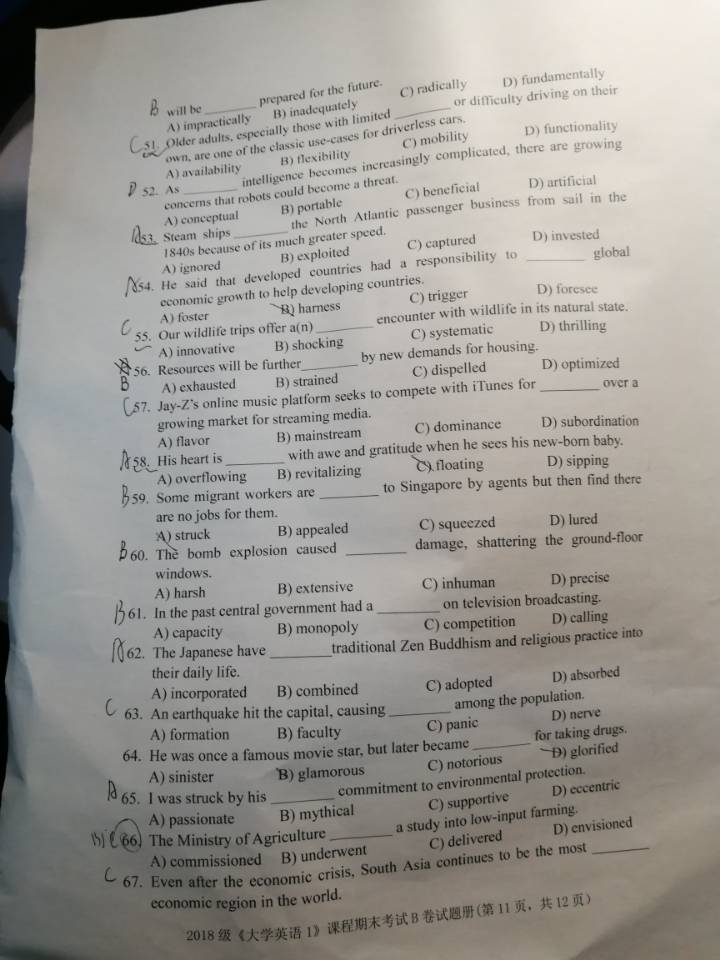 B will be ________ prepared for the future.
A) impractically B) inadequately C) radically D) fundamentally
C 51. Older adults, especially those with limited ________ or difficulty driving on their
own, are one of the classic use-cases for driverless cars.
A) availability B) flexibility C) mobility D) functionality
D 52. As ________ intelligence becomes increasingly complicated, there are growing
concerns that robots could become a threat.
A) conceptual B) portable C) beneficial D) artificial
53. Steam ships ________ the North Atlantic passenger business from sail in the
1840s because of its much greater speed.
A) ignored B) exploited C) captured D) invested
A 54. He said that developed countries had a responsibility to ________ global
economic growth to help developing countries.
A) foster B) harness C) trigger D) foresee
C 55. Our wildlife trips offer a(n) ________ encounter with wildlife in its natural state.
A) innovative B) shocking C) systematic D) thrilling
B 56. Resources will be further ________ by new demands for housing.
A) exhausted B) strained C) dispelled D) optimized
C 57. Jay-Z's online music platform seeks to compete with iTunes for ________ over a
growing market for streaming media.
A) flavor B) mainstream C) dominance D) subordination
A 58. His heart is ________ with awe and gratitude when he sees his new-born baby.
A) overflowing B) revitalizing C) floating D) sipping
B 59. Some migrant workers are ________ to Singapore by agents but then find there
are no jobs for them.
A) struck B) appealed C) squeezed D) lured
B 60. The bomb explosion caused ________ damage, shattering the ground-floor
windows.
A) harsh B) extensive C) inhuman D) precise
B 61. In the past central government had a ________ on television broadcasting.
A) capacity B) monopoly C) competition D) calling
A 62. The Japanese have ________ traditional Zen Buddhism and religious practice into
their daily life.
A) incorporated B) combined C) adopted D) absorbed
C 63. An earthquake hit the capital, causing ________ among the population.
A) formation B) faculty C) panic D) nerve
64. He was once a famous movie star, but later became ________ for taking drugs.
A) sinister B) glamorous C) notorious D) glorified
A 65. I was struck by his ________ commitment to environmental protection.
A) passionate B) mythical C) supportive D) eccentric
66. The Ministry of Agriculture ________ a study into low-input farming.
A) commissioned B) underwent C) delivered D) envisioned
C 67. Even after the economic crisis, South Asia continues to be the most ________
economic region in the world.
2018 级《大学英语 1》课程期末考试 B 卷试题册(第 11 页，共 12 页)